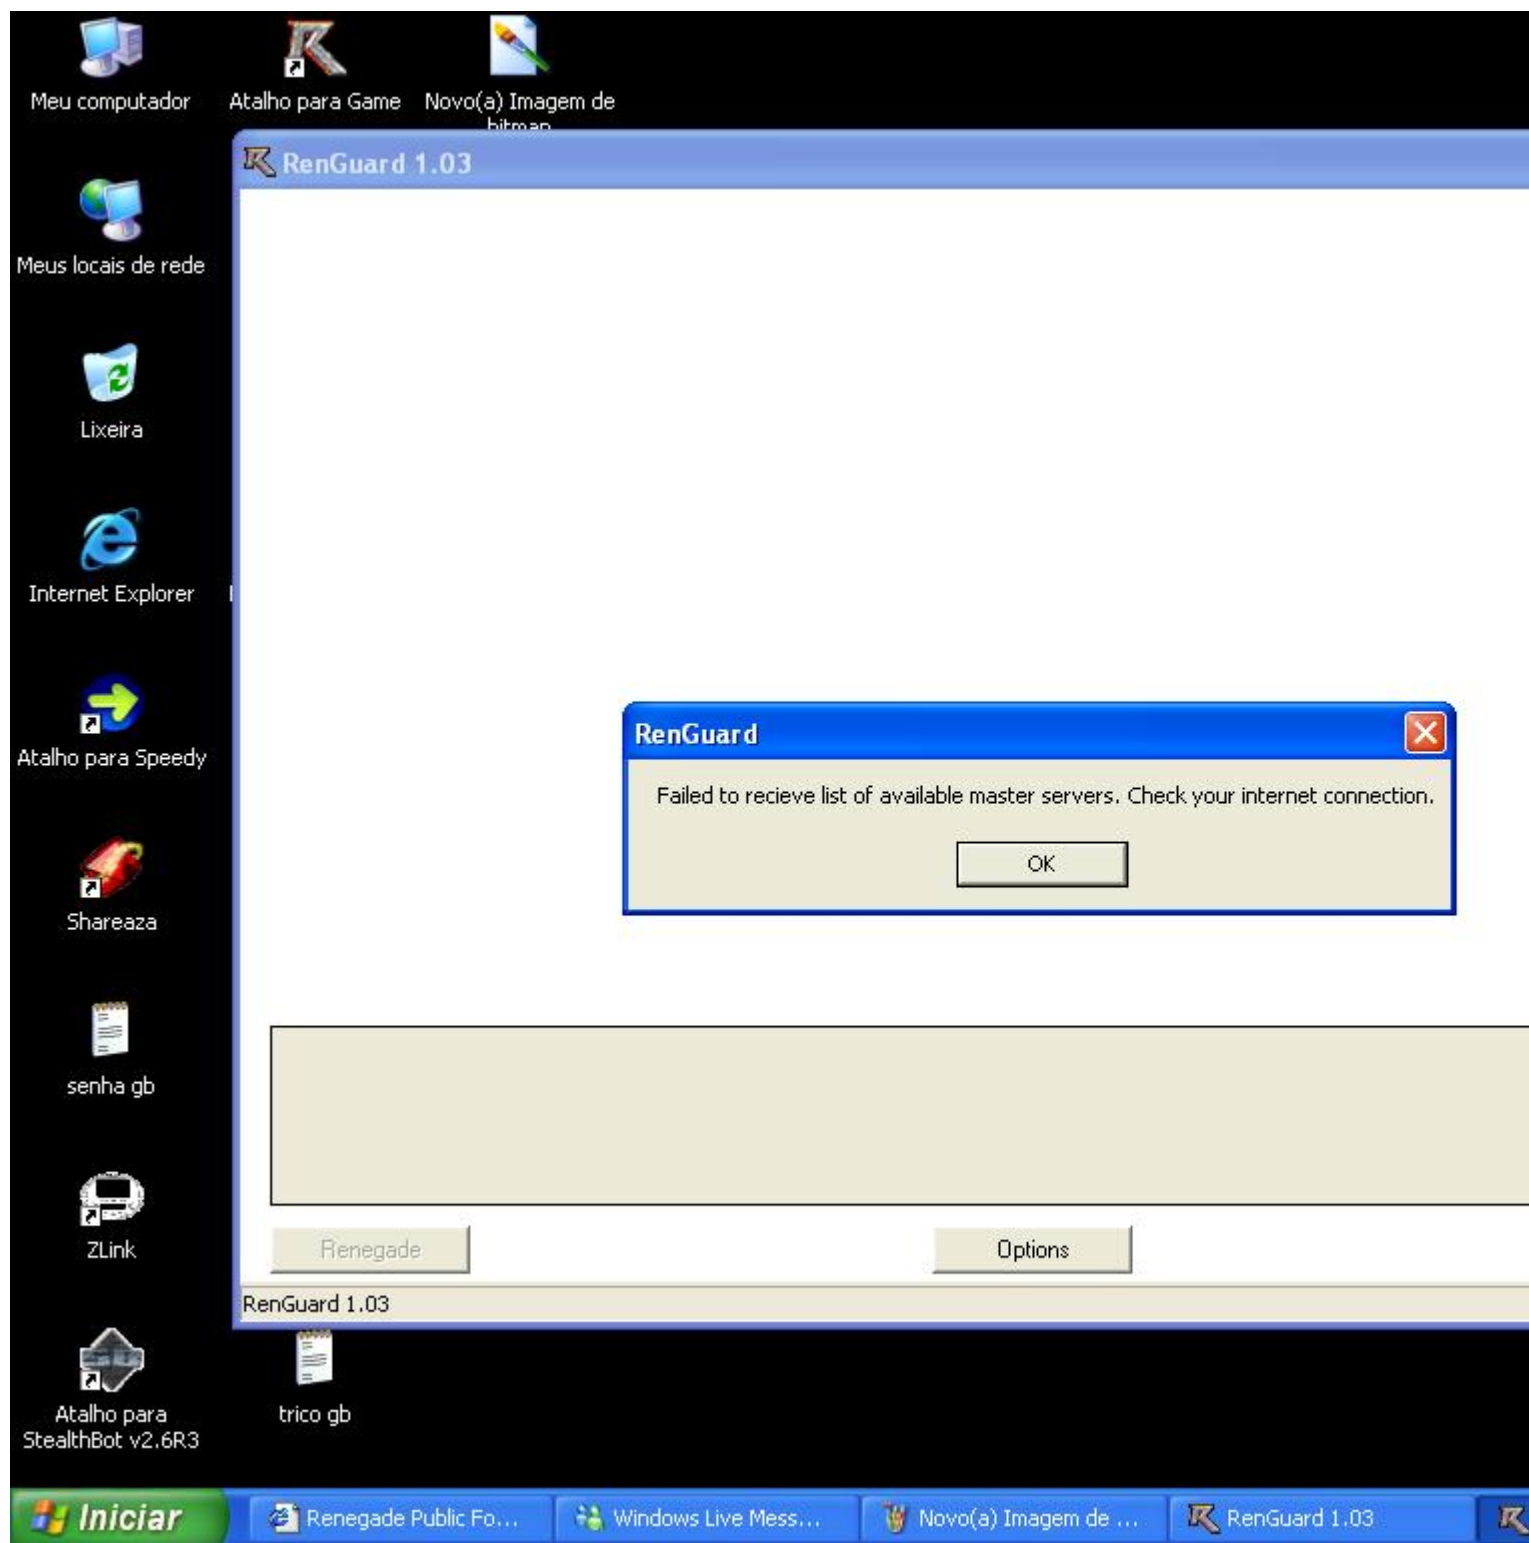 Meu computador
Atalho para Game
Novo(a) Imagem de
bitmap
RenGuard 1.03
Meus locais de rede
Lixeira
Internet Explorer
Atalho para Speedy
RenGuard
Failed to recieve list of available master servers. Check your internet connection.
OK
Shareaza
senha gb
ZLink
Renegade
Options
RenGuard 1.03
Atalho para
StealthBot v2.6R3
trico gb
Iniciar
Renegade Public Fo...
Windows Live Mess...
Novo(a) Imagem de ...
RenGuard 1.03